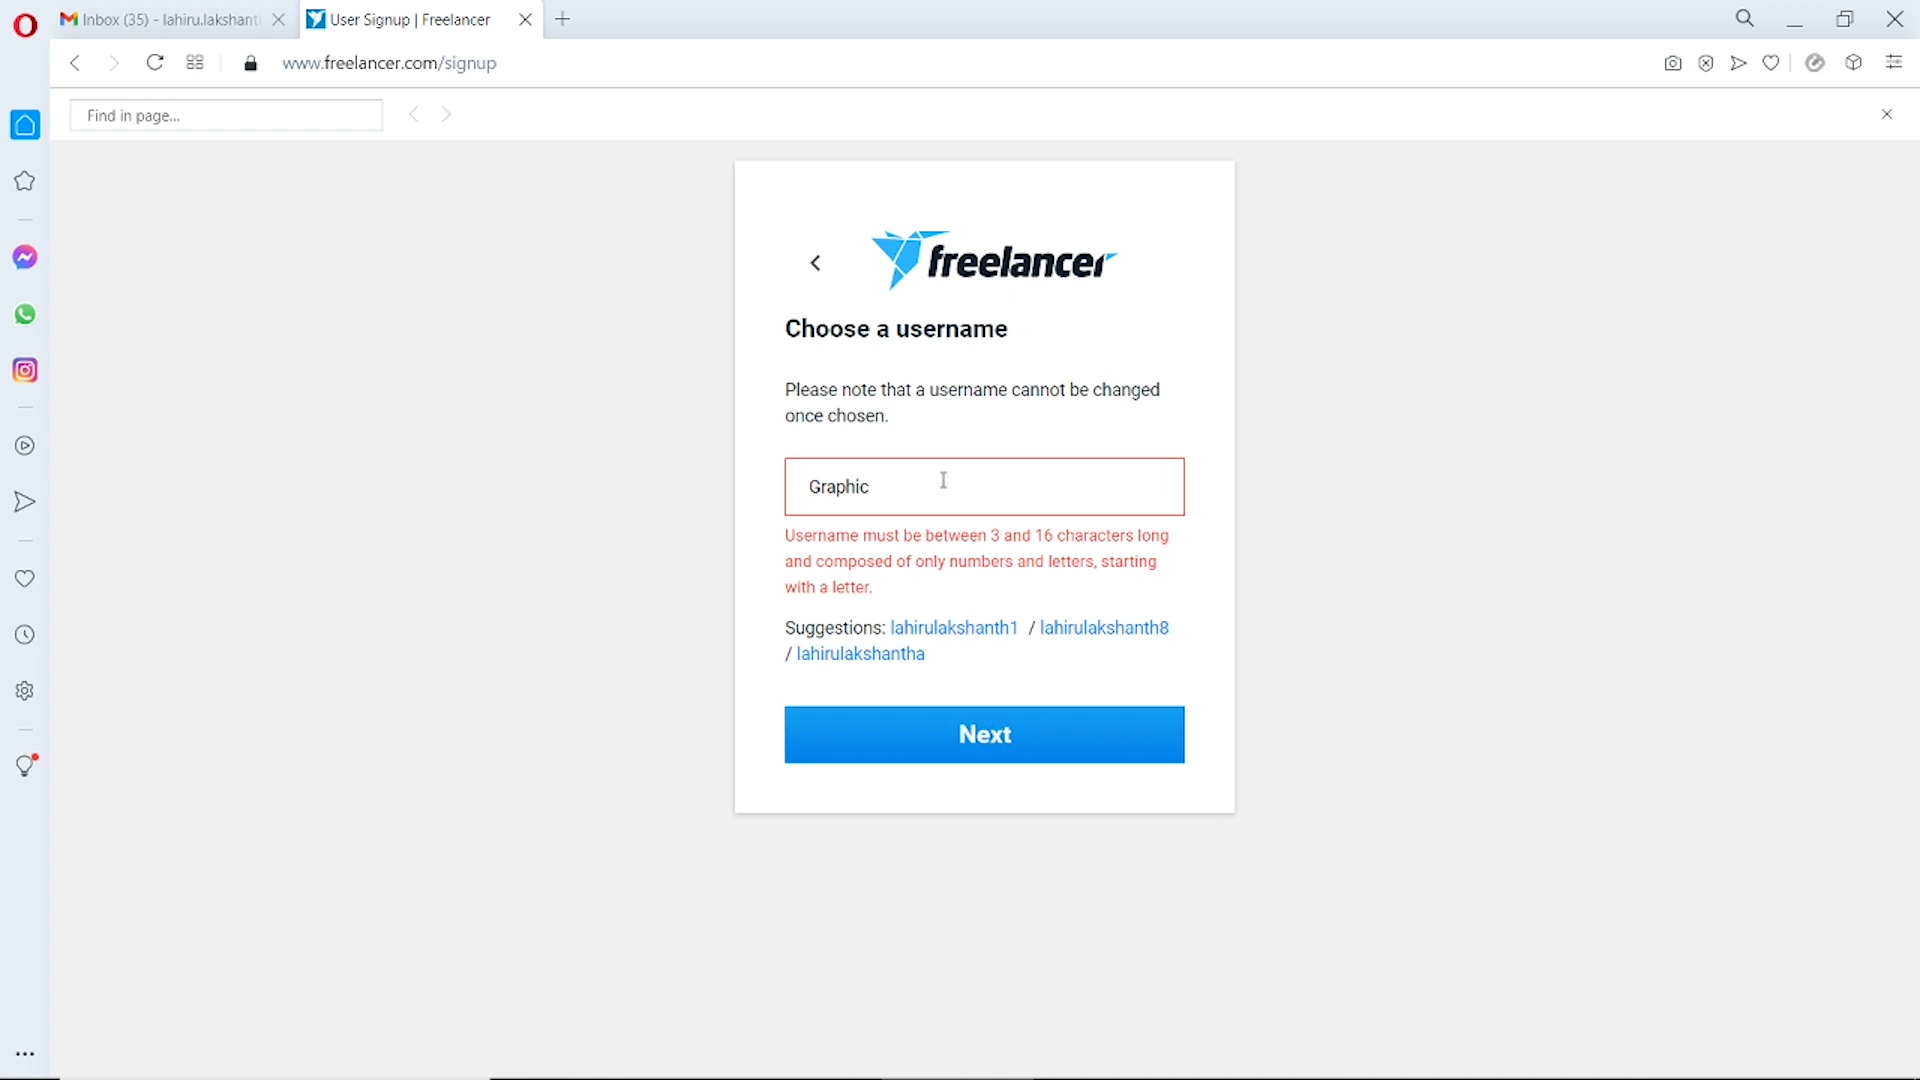 Inbox (35) - lahiru.lakshant
User Signup | Freelancer
www.freelancer.com/signup
Find in page...
freelancer
Choose a username
Please note that a username cannot be changed
once chosen.
Graphic
Username must be between 3 and 16 characters long
and composed of only numbers and letters, starting
with a letter.
Suggestions: lahirulakshanth1 / lahirulakshanth8
/ lahirulakshantha
Next